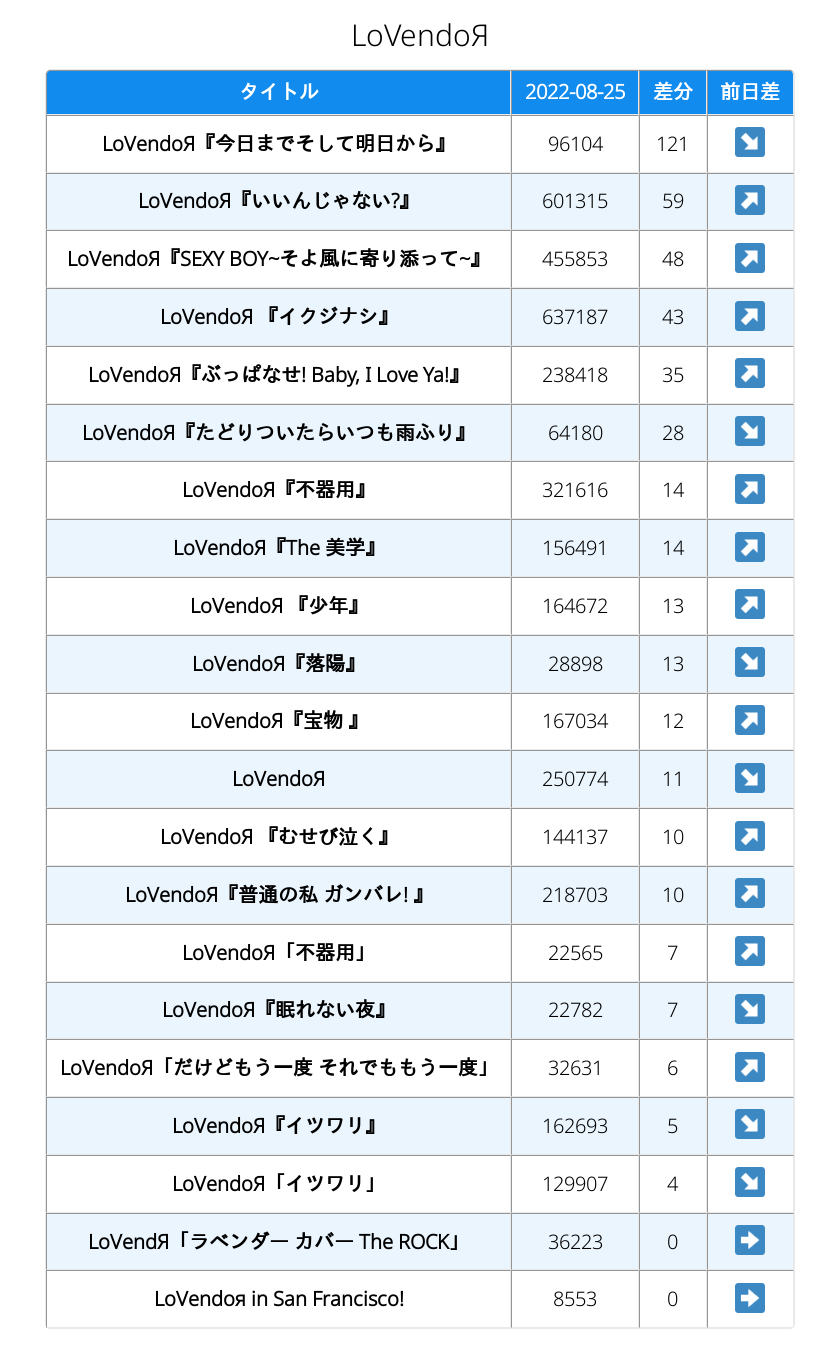 LoVendoЯ
タイトル 2022-08-25 差分 前日差
LoVendoЯ『今日までそして明日から』 96104 121 ↘
LoVendoЯ『いいんじゃない?』 601315 59 ↗
LoVendoЯ『SEXY BOY~そよ風に寄り添って~』 455853 48 ↗
LoVendoЯ 『イクジナシ』 637187 43 ↗
LoVendoЯ『ぶっぱなせ! Baby, I Love Ya!』 238418 35 ↗
LoVendoЯ『たどりついたらいつも雨ふり』 64180 28 ↘
LoVendoЯ『不器用』 321616 14 ↗
LoVendoЯ『The 美学』 156491 14 ↗
LoVendoЯ 『少年』 164672 13 ↗
LoVendoЯ『落陽』 28898 13 ↘
LoVendoЯ『宝物 』 167034 12 ↗
LoVendoЯ 250774 11 ↘
LoVendoЯ 『むせび泣く』 144137 10 ↗
LoVendoЯ『普通の私 ガンバレ! 』 218703 10 ↗
LoVendoЯ「不器用」 22565 7 ↗
LoVendoЯ『眠れない夜』 22782 7 ↘
LoVendoЯ「だけどもう一度 それでももう一度」 32631 6 ↗
LoVendoЯ『イツワリ』 162693 5 ↘
LoVendoЯ「イツワリ」 129907 4 ↘
LoVendЯ「ラベンダー カバー The ROCK」 36223 0 ➡
LoVendoя in San Francisco! 8553 0 ➡